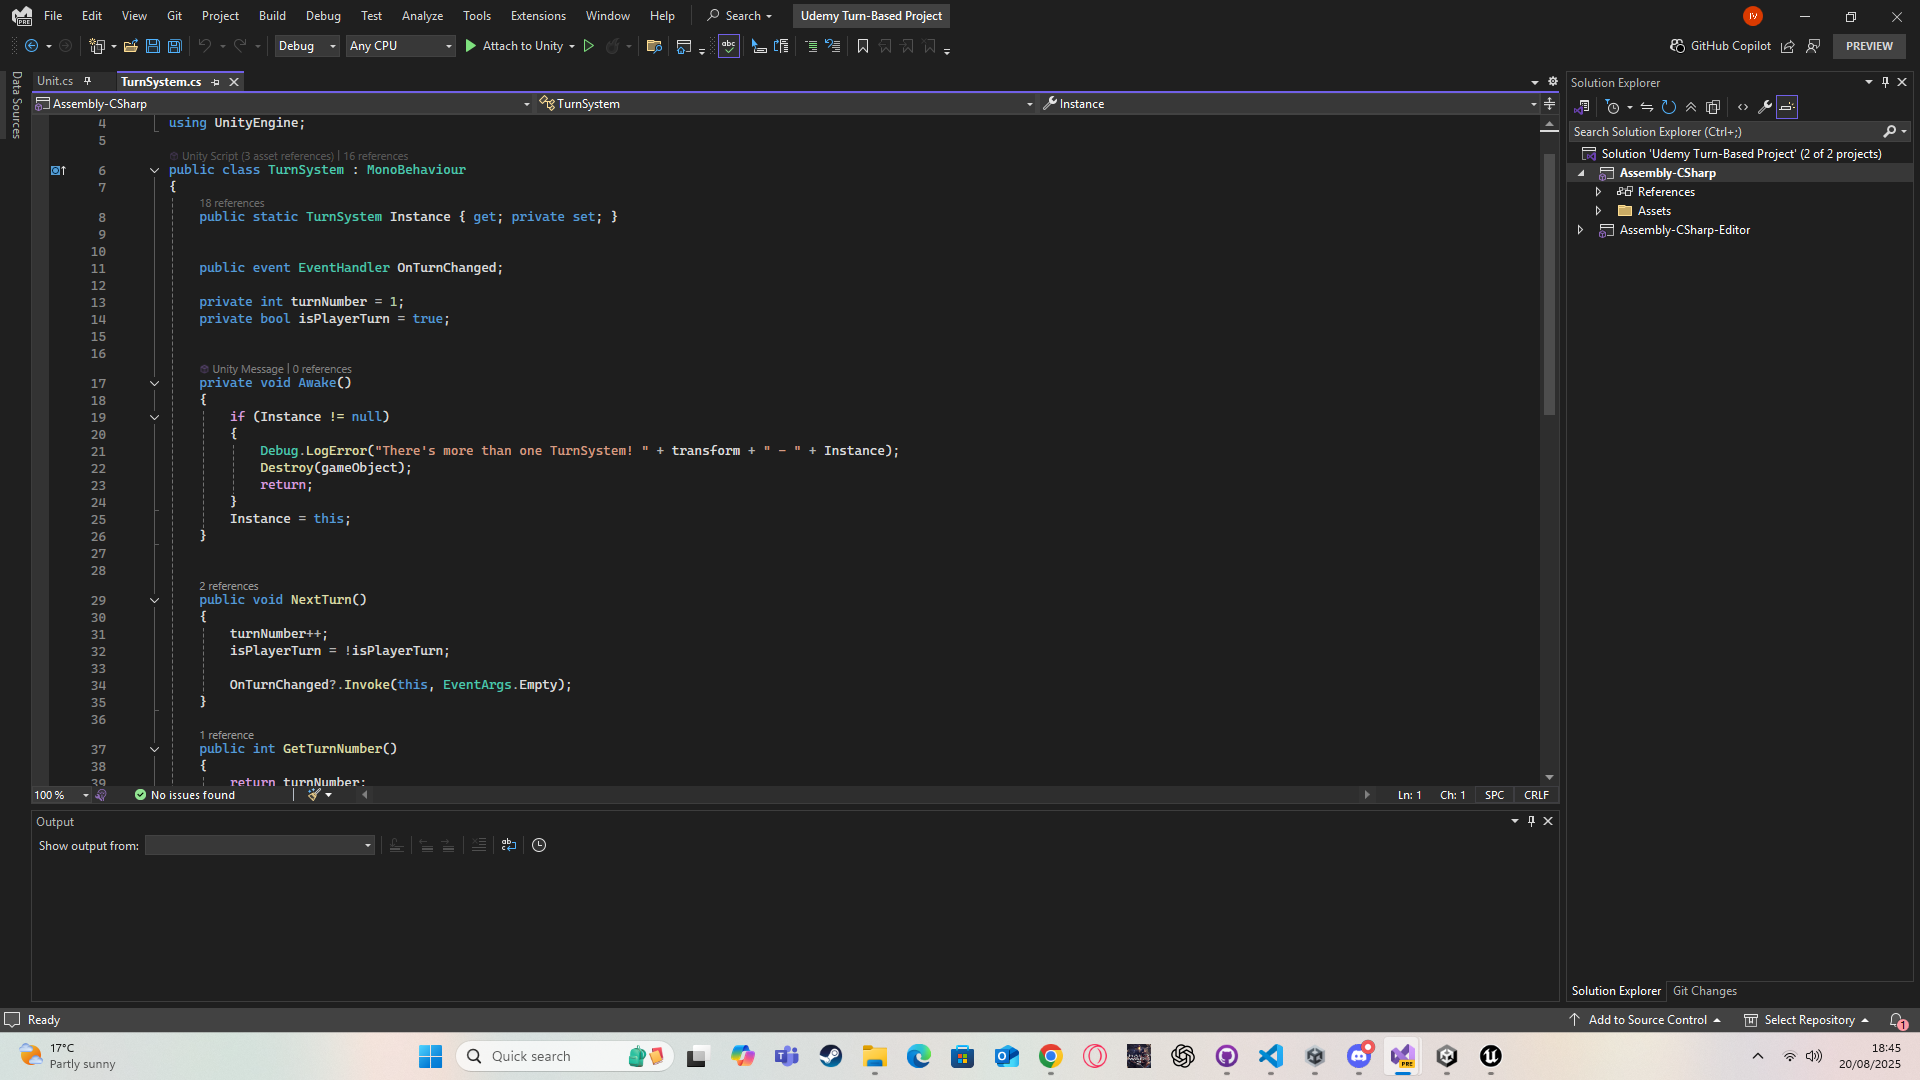 File Edit View Git Project Build Debug Test Analyze Tools Extensions Window Help Search Udemy Turn-Based Project IV
Debug Any CPU Attach to Unity GitHub Copilot PREVIEW
Data Sources
Unit.cs TurnSystem.cs
Assembly-CSharp TurnSystem Instance
4 using UnityEngine;
5
Unity Script (3 asset references) | 16 references
6 public class TurnSystem : MonoBehaviour
7 {
18 references
8 public static TurnSystem Instance { get; private set; }
9
10
11 public event EventHandler OnTurnChanged;
12
13 private int turnNumber = 1;
14 private bool isPlayerTurn = true;
15
16
Unity Message | 0 references
17 private void Awake()
18 {
19 if (Instance != null)
20 {
21 Debug.LogError("There's more than one TurnSystem! " + transform + " - " + Instance);
22 Destroy(gameObject);
23 return;
24 }
25 Instance = this;
26 }
27
28
2 references
29 public void NextTurn()
30 {
31 turnNumber++;
32 isPlayerTurn = !isPlayerTurn;
33
34 OnTurnChanged?.Invoke(this, EventArgs.Empty);
35 }
36
1 reference
37 public int GetTurnNumber()
38 {
39 return turnNumber;
100 % No issues found Ln: 1 Ch: 1 SPC CRLF
Output
Show output from:
Solution Explorer
Search Solution Explorer (Ctrl+;)
Solution 'Udemy Turn-Based Project' (2 of 2 projects)
Assembly-CSharp
References
Assets
Assembly-CSharp-Editor
Solution Explorer Git Changes
Ready Add to Source Control Select Repository 1
17°C
Partly sunny
Quick search
PRE
18:45
20/08/2025